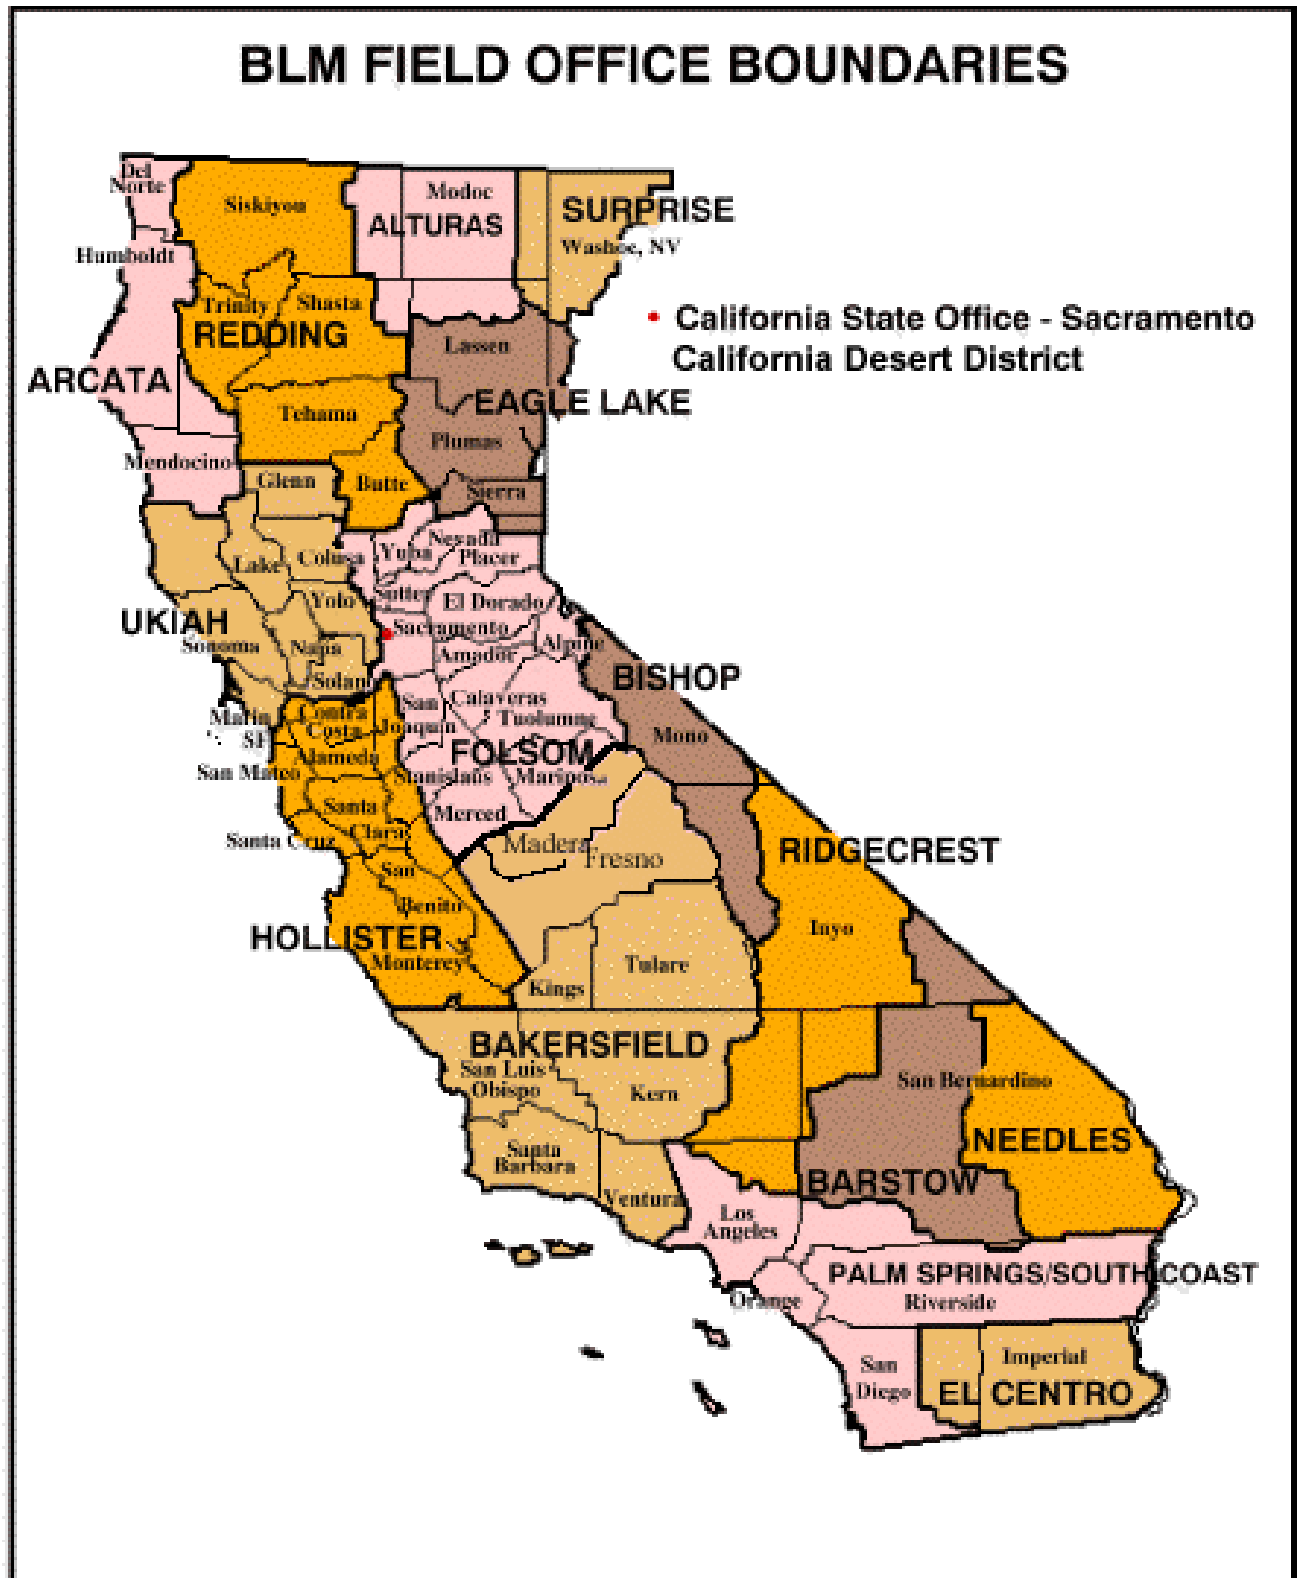 BLM FIELD OFFICE BOUNDARIES
Del
Norte
Siskiyou
Modoc
ALTURAS
SURPRISE
Washoe, NV
Humboldt
Trinity
Shasta
REDDING
• California State Office - Sacramento
California Desert District
Lassen
ARCATA
EAGLE LAKE
Tehama
Plumas
Mendocino
Glenn
Butte
Sierra
Nevada
Yuba
Placer
Lake
Colusa
Sutter
Yolo
El Dorado
UKIAH
Sacramento
Sonoma
Napa
Amador
Alpine
Solano
BISHOP
San
Joaquin
Calaveras
Marin
Contra
Costa
Tuolumne
Mono
SF
Alameda
FOLSOM
San Mateo
Stanislaus
Mariposa
Santa
Clara
Merced
Santa Cruz
Madera
Fresno
RIDGECREST
San
Benito
Inyo
HOLLISTER
Monterey
Tulare
Kings
BAKERSFIELD
San Luis
Obispo
Kern
San Bernardino
NEEDLES
Santa
Barbara
BARSTOW
Ventura
Los
Angeles
PALM SPRINGS/SOUTH COAST
Orange
Riverside
San
Diego
Imperial
EL CENTRO